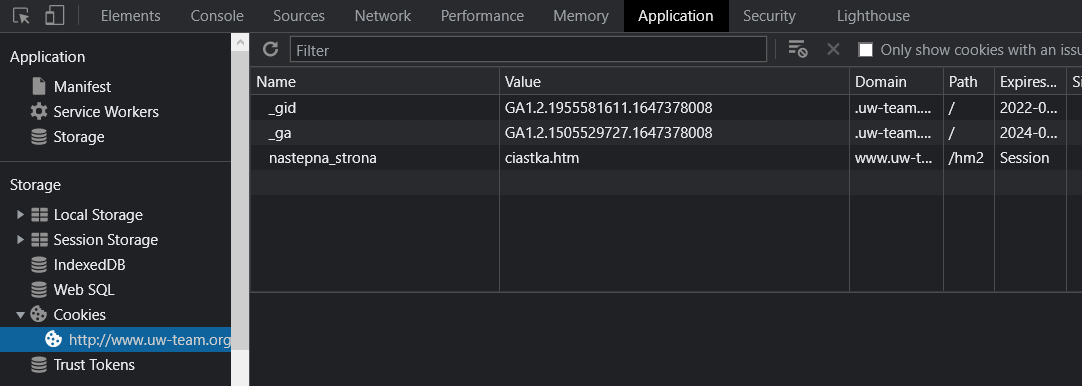 Elements Console Sources Network Performance Memory Application Security Lighthouse
Application
Manifest
Service Workers
Storage
Storage
Local Storage
Session Storage
IndexedDB
Web SQL
Cookies
http://www.uw-team.org
Trust Tokens
Filter Only show cookies with an issu
Name Value Domain Path Expires... Si
_gid GA1.2.1955581611.1647378008 .uw-team.... / 2022-0...
_ga GA1.2.1505529727.1647378008 .uw-team.... / 2024-0...
nastepna_strona ciastka.htm www.uw-t... /hm2 Session